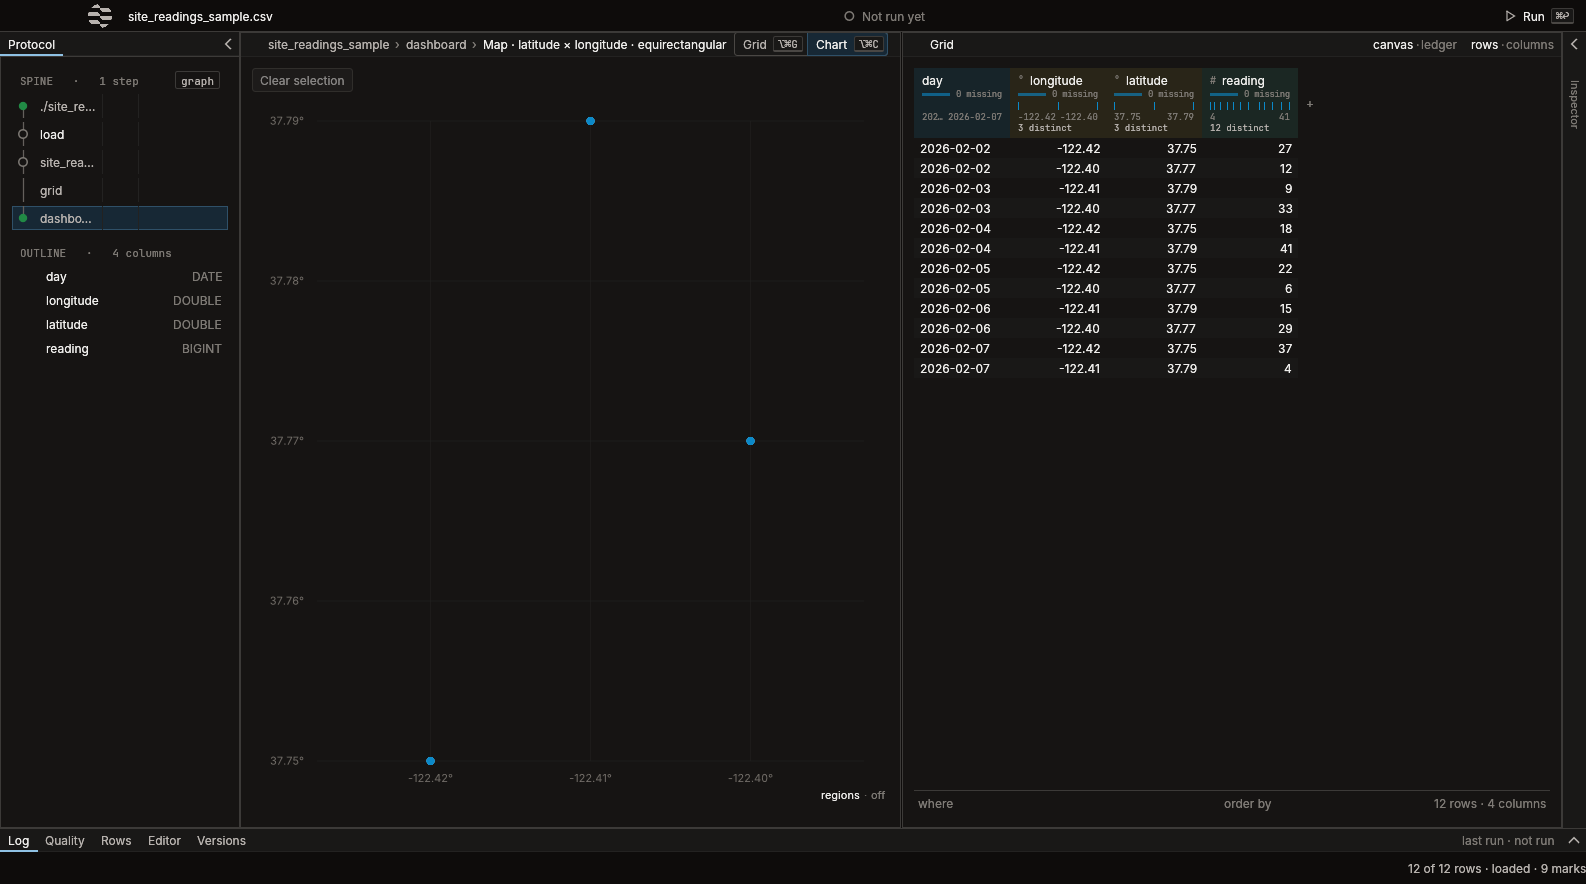 site_readings_sample.csv
Not run yet
Run
Protocol
site_readings_sample › dashboard › Map · latitude × longitude · equirectangular
Grid ⌥⌘G
Chart ⌥⌘C
Grid
canvas · ledger
rows · columns
SPINE · 1 step
graph
./site_re...
load
site_rea...
grid
dashbo...
OUTLINE · 4 columns
day DATE
longitude DOUBLE
latitude DOUBLE
reading BIGINT
Clear selection
37.79°
37.78°
37.77°
37.76°
37.75°
-122.42° -122.41° -122.40°
regions · off
day ° longitude ° latitude # reading
0 missing 0 missing 0 missing 0 missing
202… 2026-02-07 -122.42 -122.40 37.75 37.79 4 41
3 distinct 3 distinct 12 distinct
+
2026-02-02 -122.42 37.75 27
2026-02-02 -122.40 37.77 12
2026-02-03 -122.41 37.79 9
2026-02-03 -122.40 37.77 33
2026-02-04 -122.42 37.75 18
2026-02-04 -122.41 37.79 41
2026-02-05 -122.42 37.75 22
2026-02-05 -122.40 37.77 6
2026-02-06 -122.41 37.79 15
2026-02-06 -122.40 37.77 29
2026-02-07 -122.42 37.75 37
2026-02-07 -122.41 37.79 4
where order by 12 rows · 4 columns
Inspector
Log Quality Rows Editor Versions
last run · not run
12 of 12 rows · loaded · 9 marks